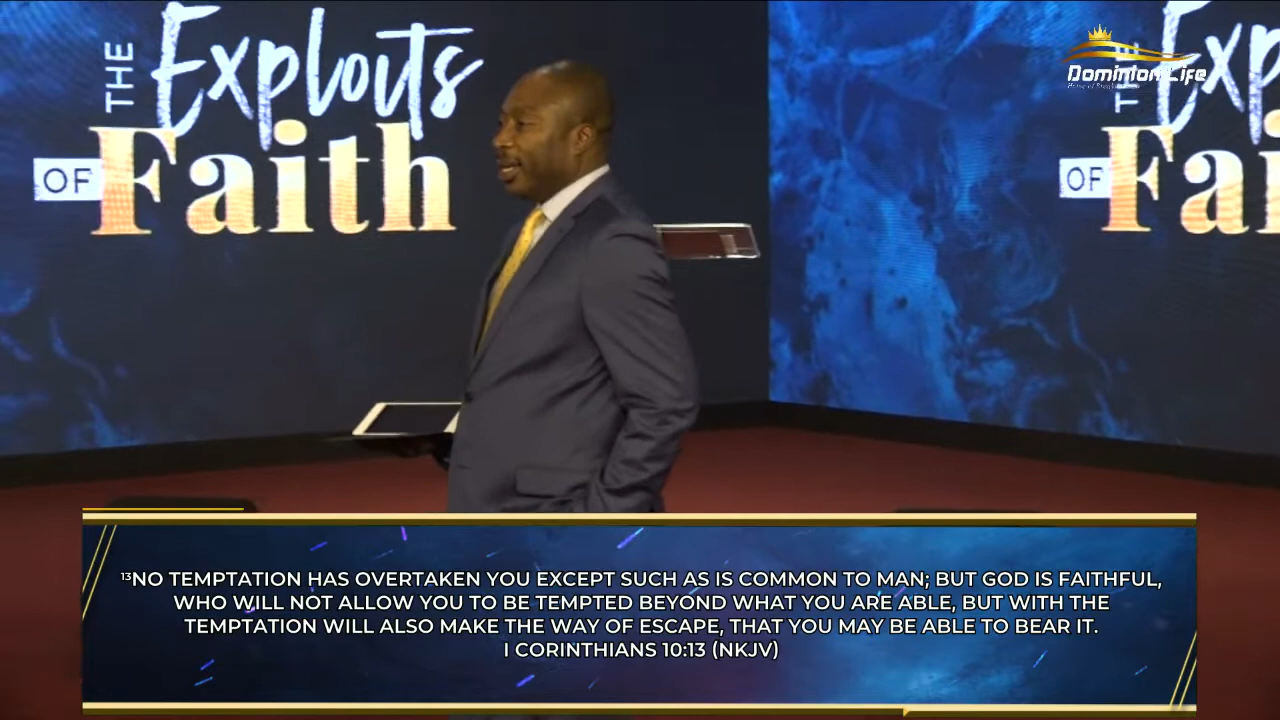 THE Exploits
OF Faith
Dominion Life
THE Exp
OF Fai
¹³NO TEMPTATION HAS OVERTAKEN YOU EXCEPT SUCH AS IS COMMON TO MAN; BUT GOD IS FAITHFUL,
WHO WILL NOT ALLOW YOU TO BE TEMPTED BEYOND WHAT YOU ARE ABLE, BUT WITH THE
TEMPTATION WILL ALSO MAKE THE WAY OF ESCAPE, THAT YOU MAY BE ABLE TO BEAR IT.
I CORINTHIANS 10:13 (NKJV)